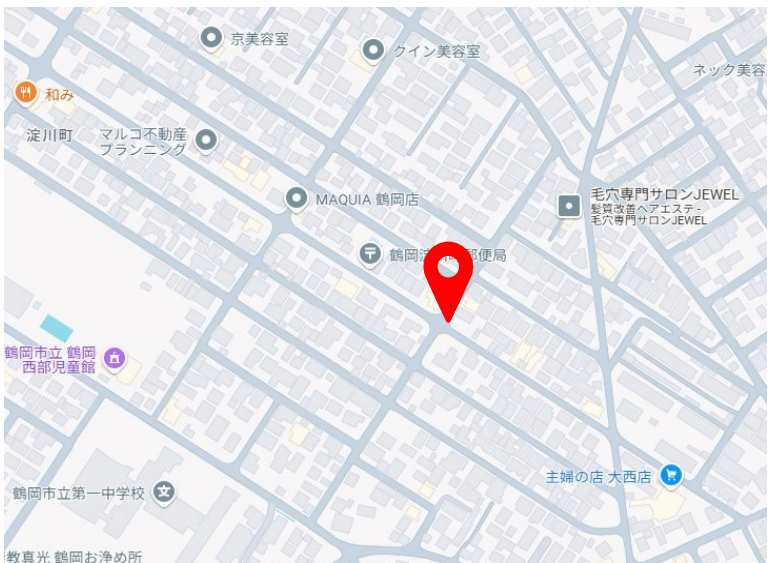 京美容室
クイン美容室
ネック美容
和み
淀川町
マルコ不動産
プランニング
MAQUIA 鶴岡店
毛穴専門サロンJEWEL
髪質改善ヘアエステ -
毛穴専門サロンJEWEL
鶴岡淀
郵便局
鶴岡市立 鶴岡
西部児童館
主婦の店 大西店
鶴岡市立第一中学校
文
教真光 鶴岡お浄め所